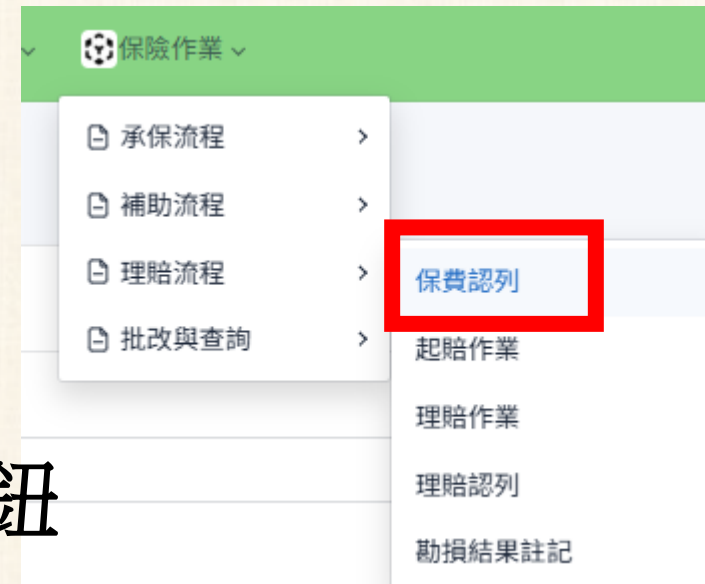 保險作業
承保流程
補助流程
理賠流程
批改與查詢
保費認列
起賠作業
理賠作業
理賠認列
勘損結果註記
鈕